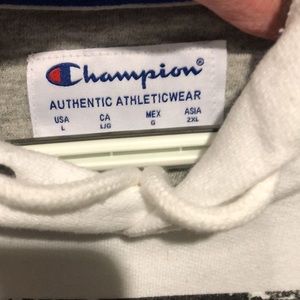 Champion®
AUTHENTIC ATHLETICWEAR
USA CA MEX ASIA
L L/G G 2XL